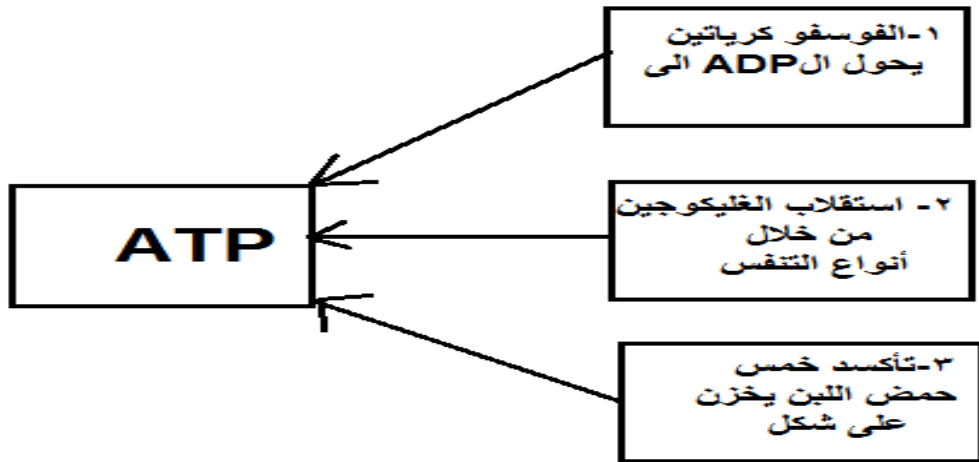 ١-الفوسفو كرياتين
يحول الADP الى
ATP
٢- استقلاب الغليكوجين
من خلال
أنواع التنفس
٣-تأكسد خمس
حمض اللبن يخزن
على شكل